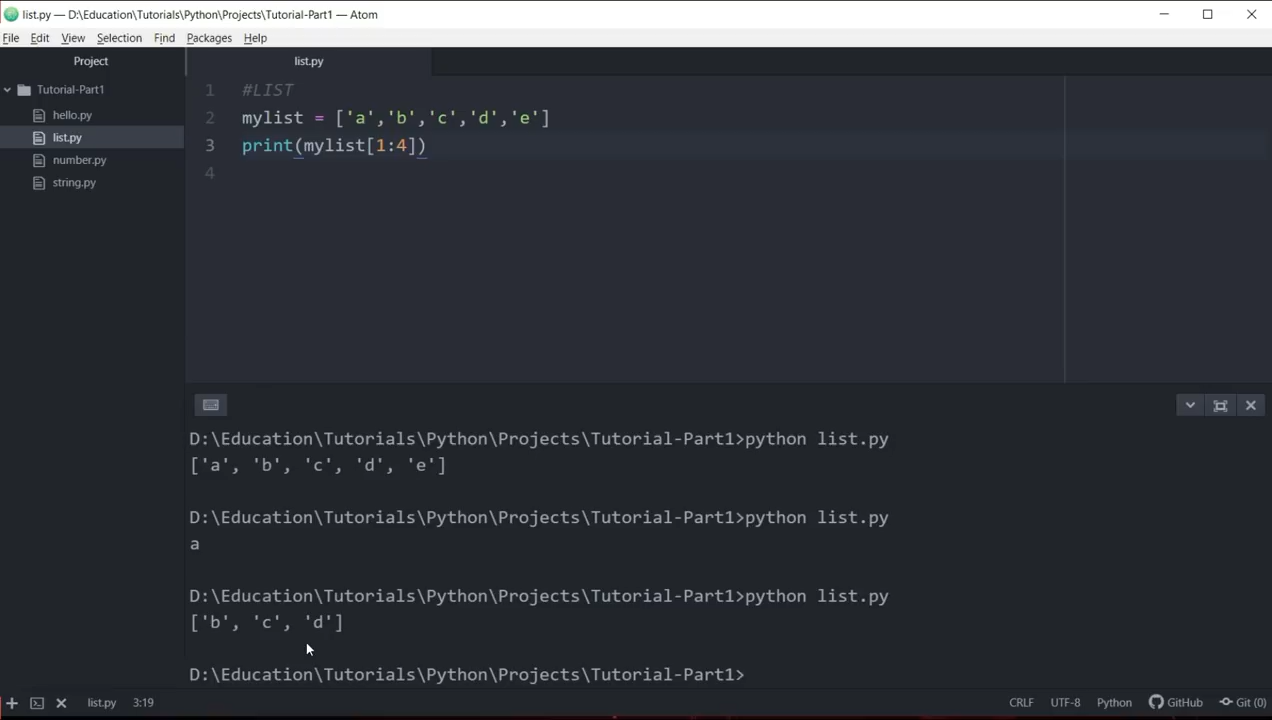 list.py — D:\Education\Tutorials\Python\Projects\Tutorial-Part1 — Atom
File Edit View Selection Find Packages Help
Project
Tutorial-Part1
hello.py
list.py
number.py
string.py
list.py
1 #LIST
2 mylist = ['a','b','c','d','e']
3 print(mylist[1:4])
4
D:\Education\Tutorials\Python\Projects\Tutorial-Part1>python list.py
['a', 'b', 'c', 'd', 'e']
D:\Education\Tutorials\Python\Projects\Tutorial-Part1>python list.py
a
D:\Education\Tutorials\Python\Projects\Tutorial-Part1>python list.py
['b', 'c', 'd']
D:\Education\Tutorials\Python\Projects\Tutorial-Part1>
list.py 3:19 CRLF UTF-8 Python GitHub Git (0)